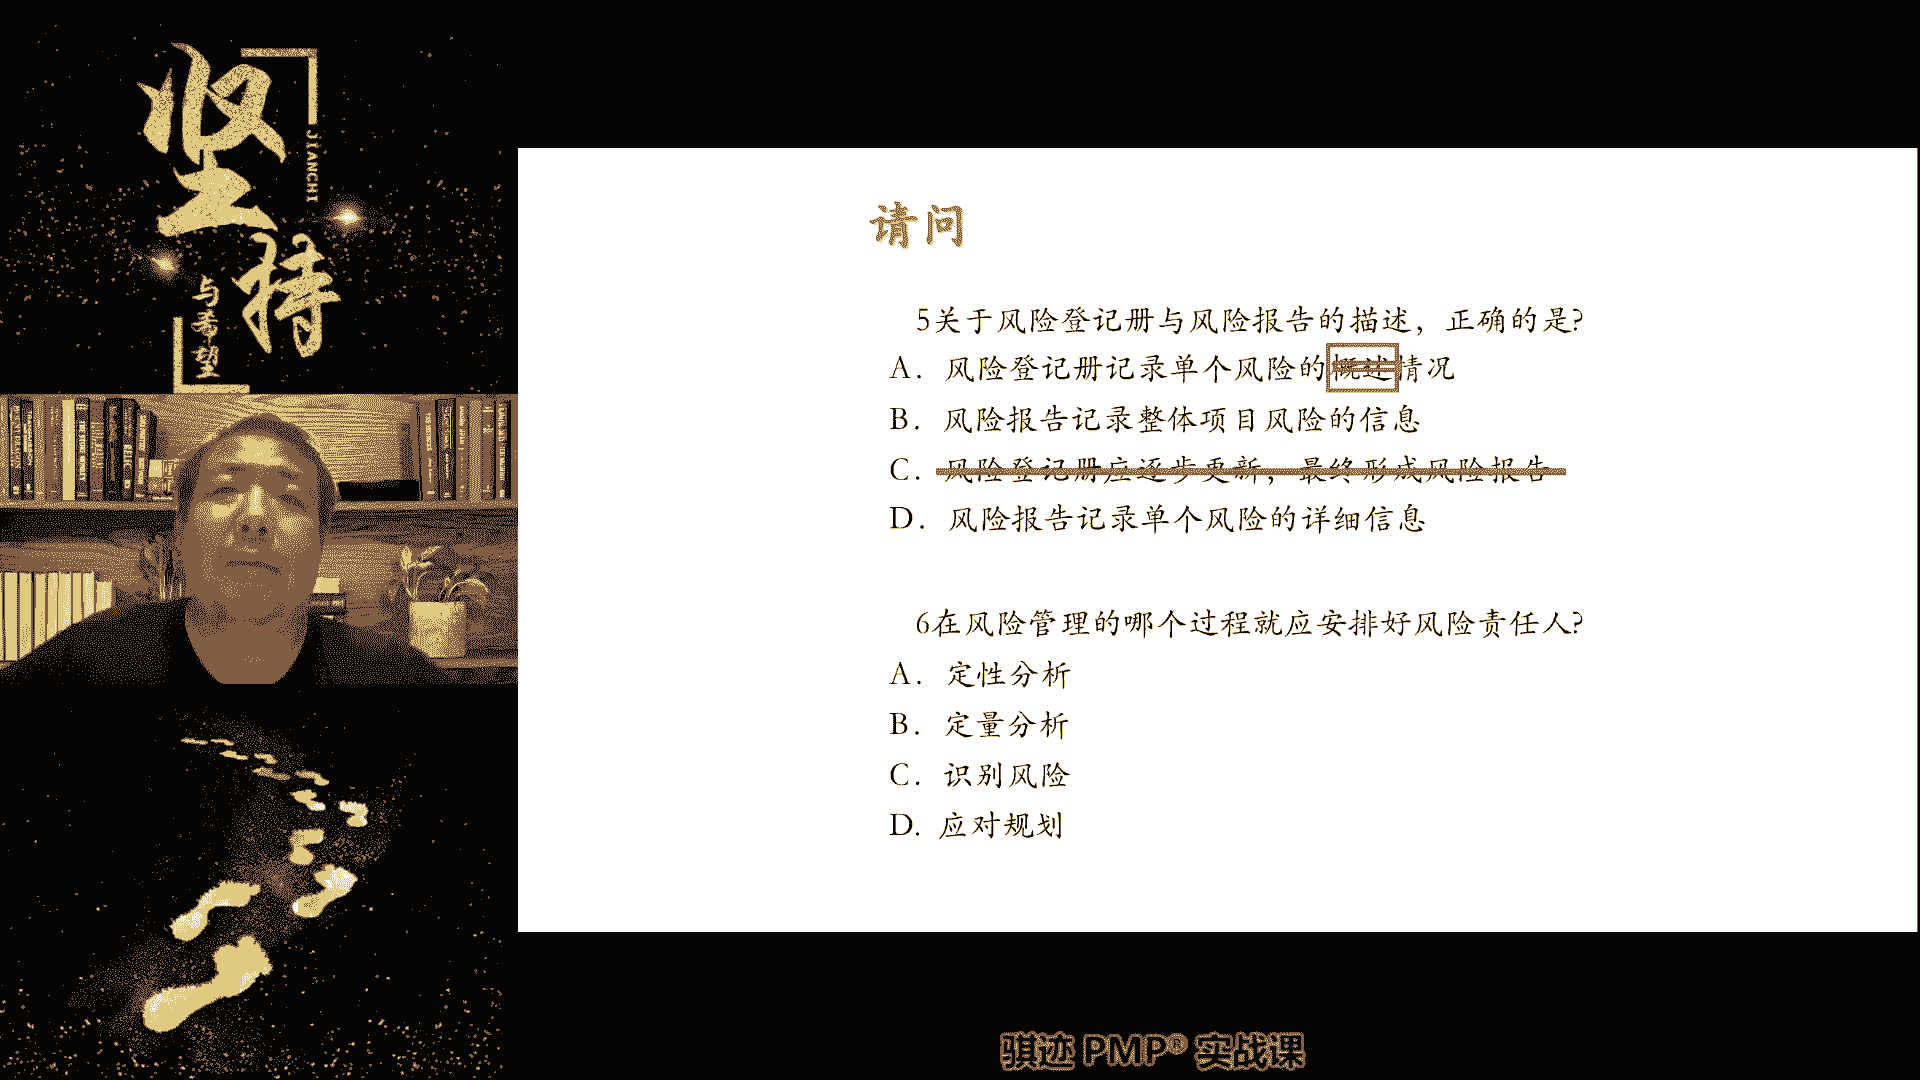 坚持
JIANCHI
与希望
请问
5关于风险登记册与风险报告的描述，正确的是?
A. 风险登记册记录单个风险的概述情况
B. 风险报告记录整体项目风险的信息
C. 风险登记册应逐步更新，最终形成风险报告
D. 风险报告记录单个风险的详细信息
6在风险管理的哪个过程就应安排好风险责任人?
A. 定性分析
B. 定量分析
C. 识别风险
D. 应对规划
骐迹 PMP® 实战课